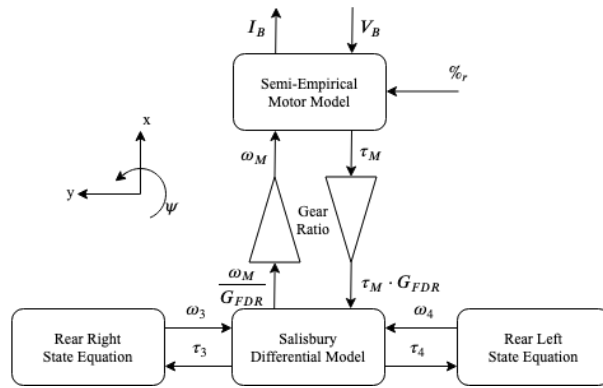 I_B
V_B
Semi-Empirical
Motor Model
%_r
x
ω_M
τ_M
y
ψ
Gear
Ratio
ω_M
G_FDR
τ_M · G_FDR
ω_3
ω_4
Rear Right
State Equation
Salisbury
Differential Model
Rear Left
State Equation
τ_3
τ_4